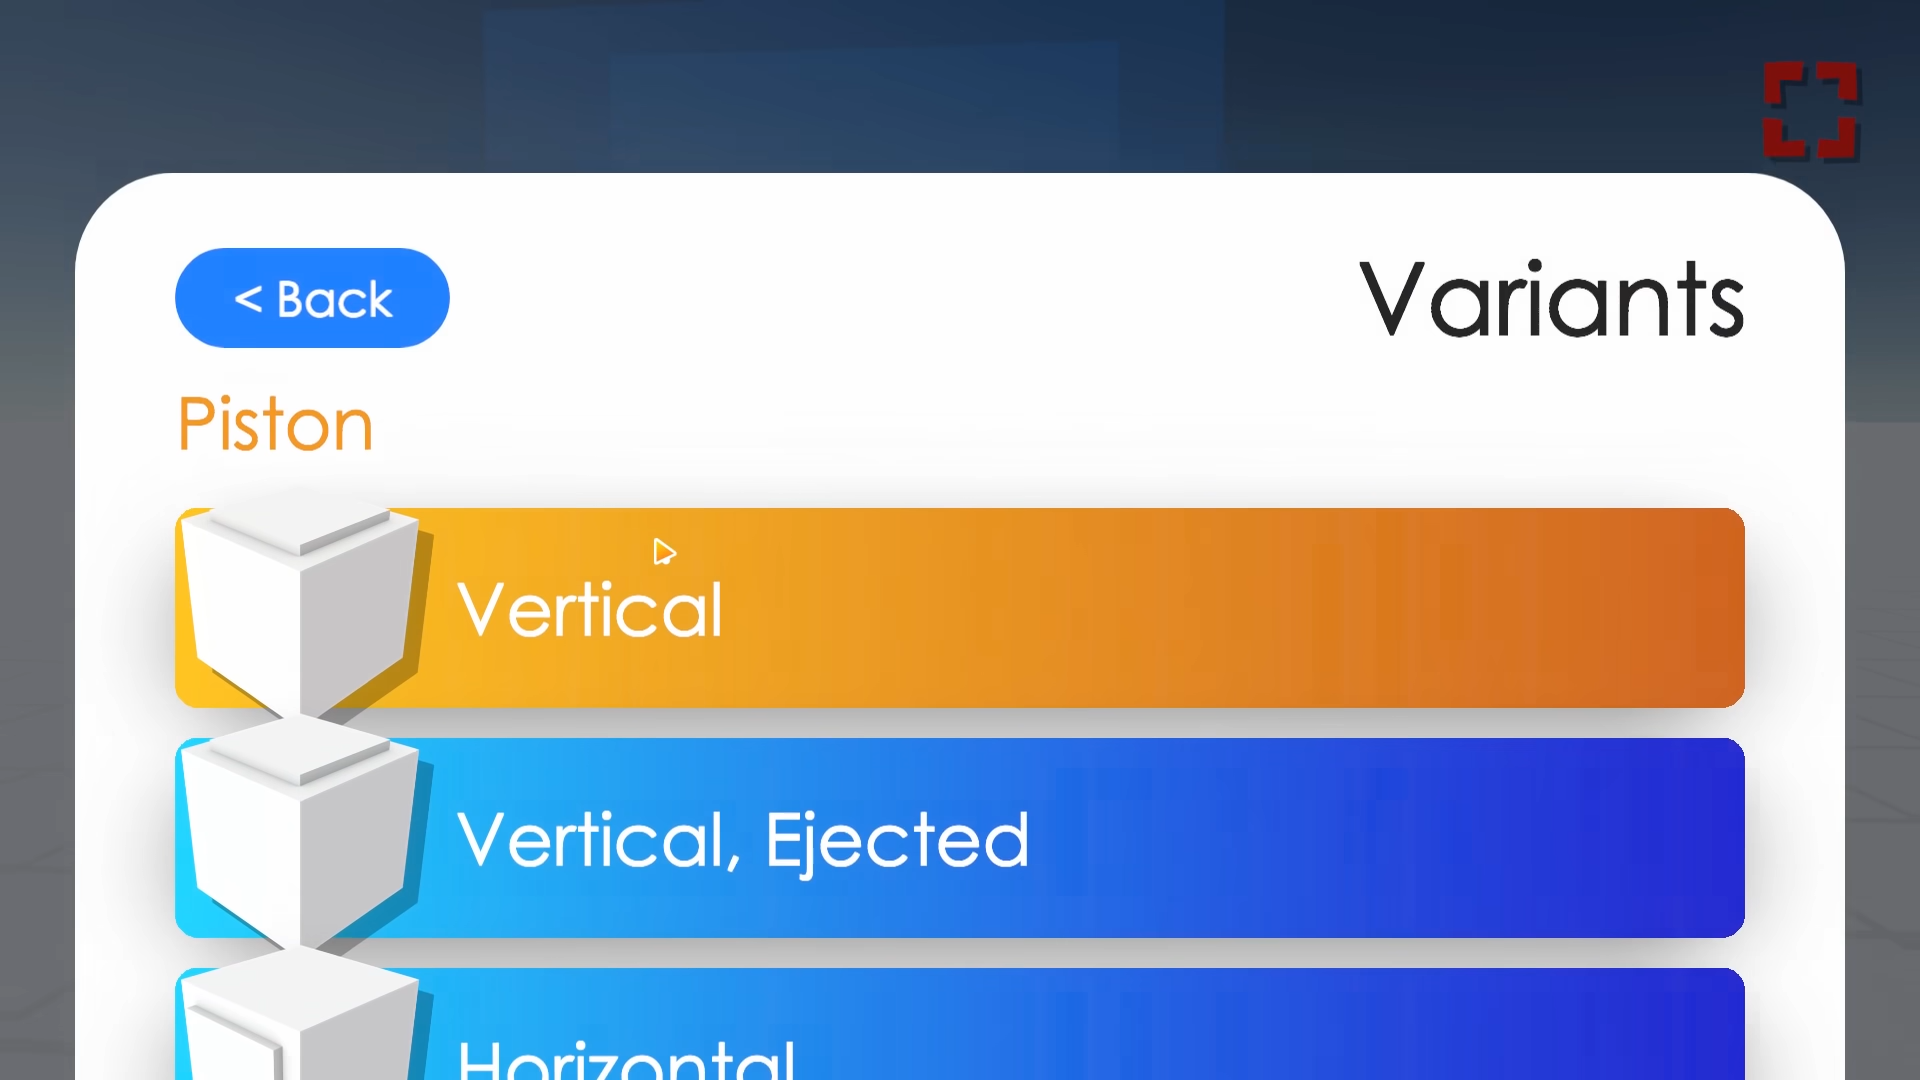 < Back
Variants
Piston
Vertical
Vertical, Ejected
Horizontal